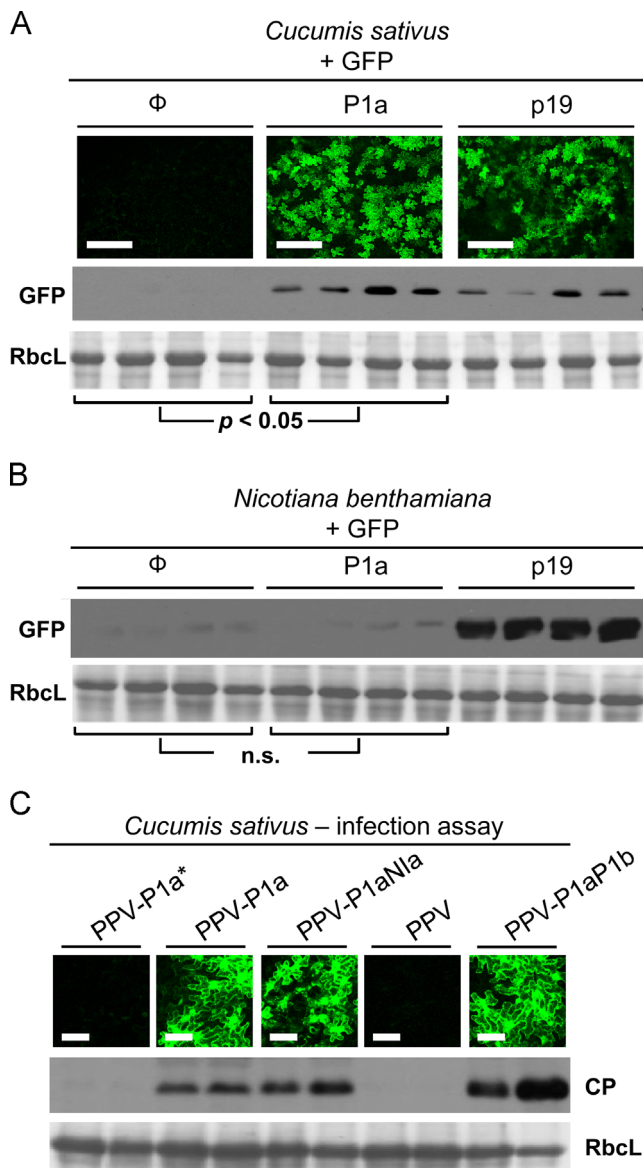 A
Cucumis sativus
+ GFP
Φ P1a p19
GFP
RbcL
p < 0.05
B
Nicotiana benthamiana
+ GFP
Φ P1a p19
GFP
RbcL
n.s.
C
Cucumis sativus – infection assay
PPV-P1a* PPV-P1a PPV-P1aNIa PPV PPV-P1aP1b
CP
RbcL